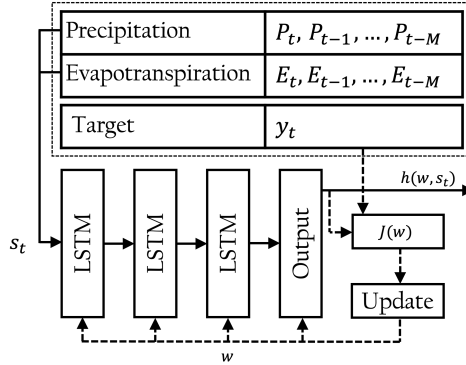 Precipitation P_t, P_{t-1}, ..., P_{t-M}
Evapotranspiration E_t, E_{t-1}, ..., E_{t-M}
Target y_t
h(w, s_t)
s_t
LSTM
LSTM
LSTM
Output
J(w)
Update
w